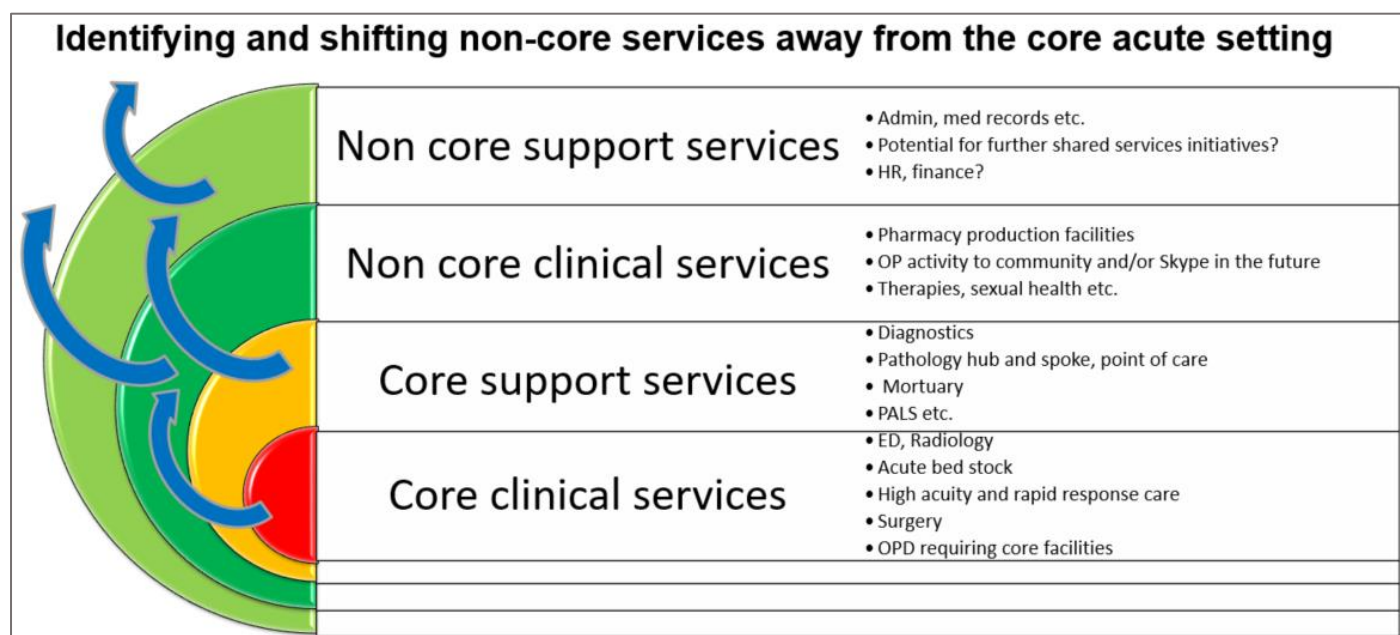 Identifying and shifting non-core services away from the core acute setting
Non core support services
• Admin, med records etc.
• Potential for further shared services initiatives?
• HR, finance?
Non core clinical services
• Pharmacy production facilities
• OP activity to community and/or Skype in the future
• Therapies, sexual health etc.
Core support services
• Diagnostics
• Pathology hub and spoke, point of care
• Mortuary
• PALS etc.
Core clinical services
• ED, Radiology
• Acute bed stock
• High acuity and rapid response care
• Surgery
• OPD requiring core facilities